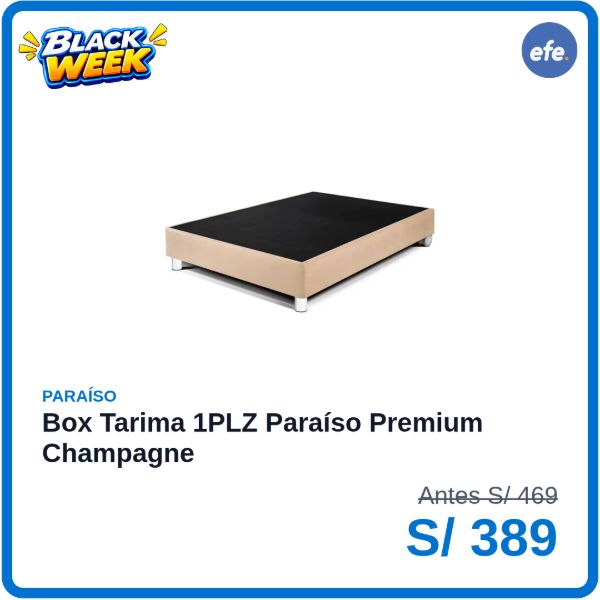 BLACK
WEEK
efe.
PARAÍSO
Box Tarima 1PLZ Paraíso Premium
Champagne
Antes S/ 469
S/ 389